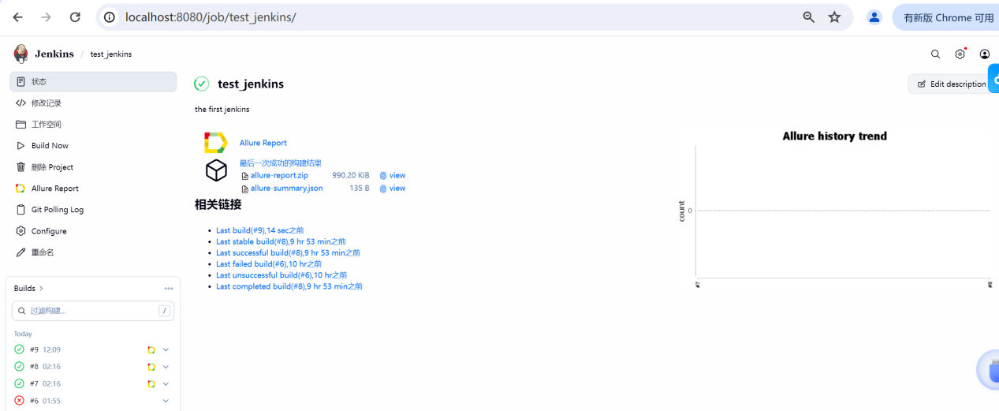 localhost:8080/job/test_jenkins/
有新版 Chrome 可用
Jenkins / test_jenkins
状态
修改记录
工作空间
Build Now
删除 Project
Allure Report
Git Polling Log
Configure
重命名
Builds
过滤构建... /
Today
#9 12:09
#8 02:16
#7 02:16
#6 01:55
test_jenkins
Edit description
the first jenkins
Allure Report
最后一次成功的构建结果
allure-report.zip 990.20 KiB view
allure-summary.json 135 B view
相关链接
Last build(#9),14 sec之前
Last stable build(#8),9 hr 53 min之前
Last successful build(#8),9 hr 53 min之前
Last failed build(#6),10 hr之前
Last unsuccessful build(#6),10 hr之前
Last completed build(#8),9 hr 53 min之前
Allure history trend
count
0
#7
#8